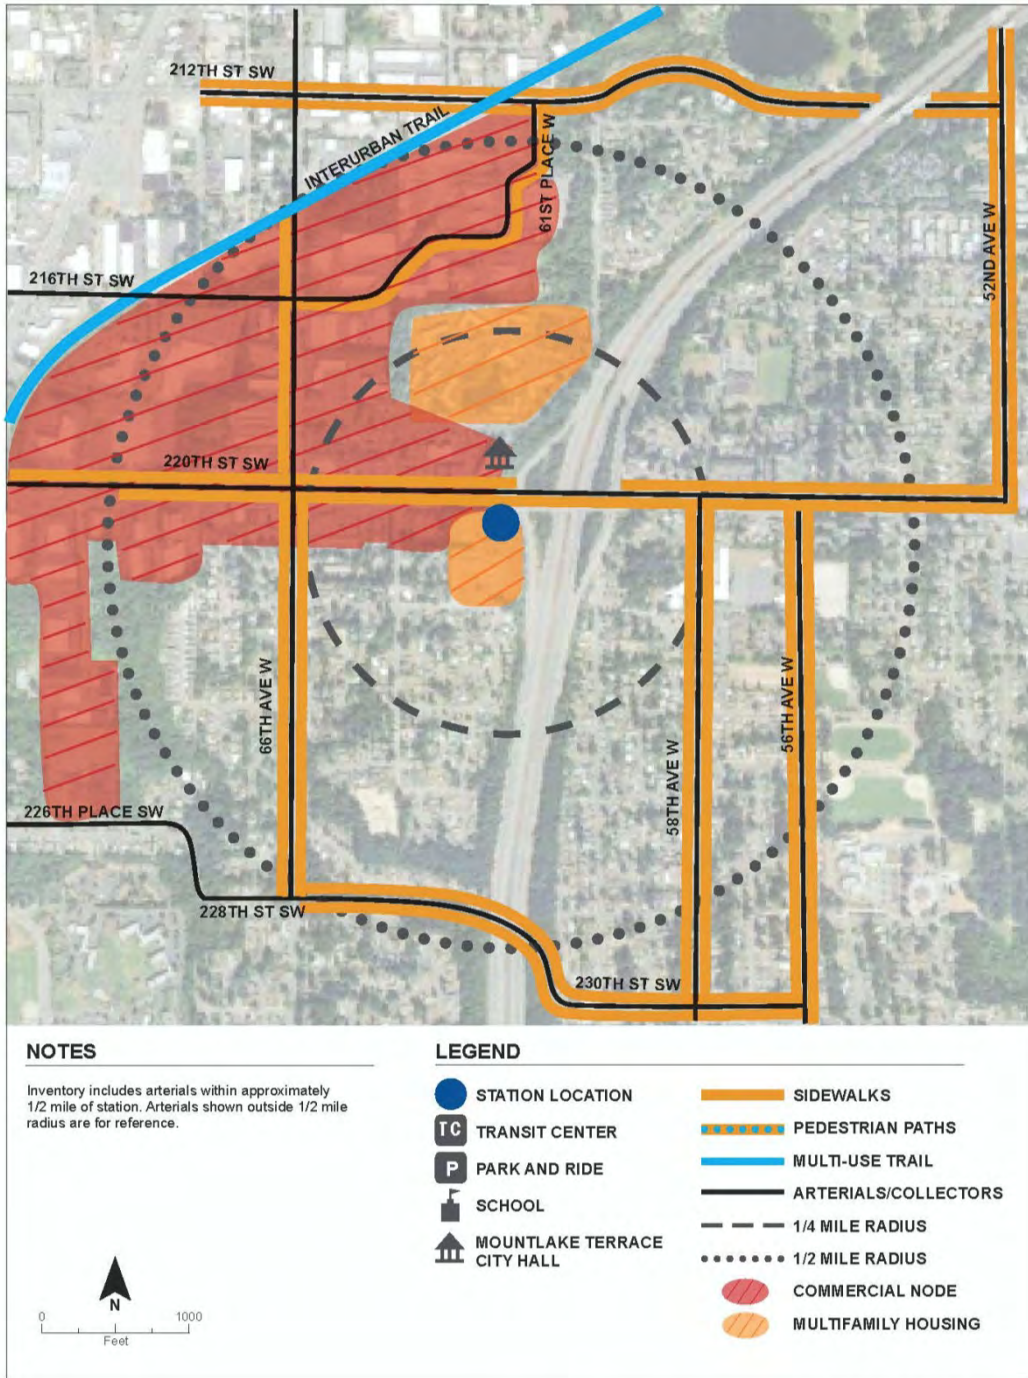 212TH ST SW
INTERURBAN TRAIL
61ST PLACE W
52ND AVE W
216TH ST SW
220TH ST SW
66TH AVE W
58TH AVE W
56TH AVE W
226TH PLACE SW
228TH ST SW
230TH ST SW
NOTES
Inventory includes arterials within approximately
1/2 mile of station. Arterials shown outside 1/2 mile
radius are for reference.
N
0 1000
Feet
LEGEND
STATION LOCATION
TC TRANSIT CENTER
P PARK AND RIDE
SCHOOL
MOUNTLAKE TERRACE
CITY HALL
SIDEWALKS
PEDESTRIAN PATHS
MULTI-USE TRAIL
ARTERIALS/COLLECTORS
1/4 MILE RADIUS
1/2 MILE RADIUS
COMMERCIAL NODE
MULTIFAMILY HOUSING